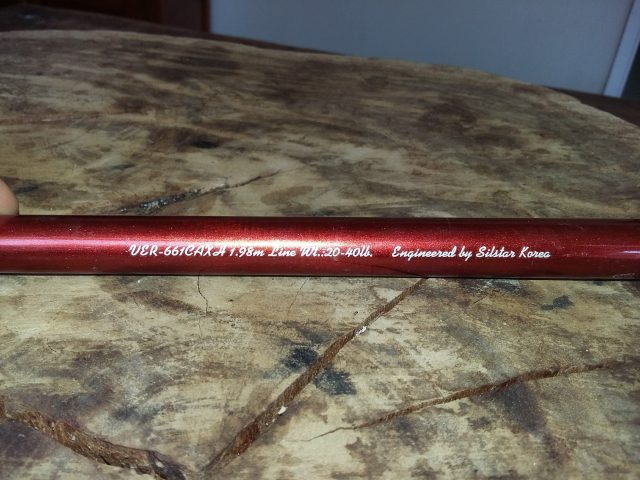 VER-661CAXH 1.98m Line Wt.:20-40lb. Engineered by Silstar Korea